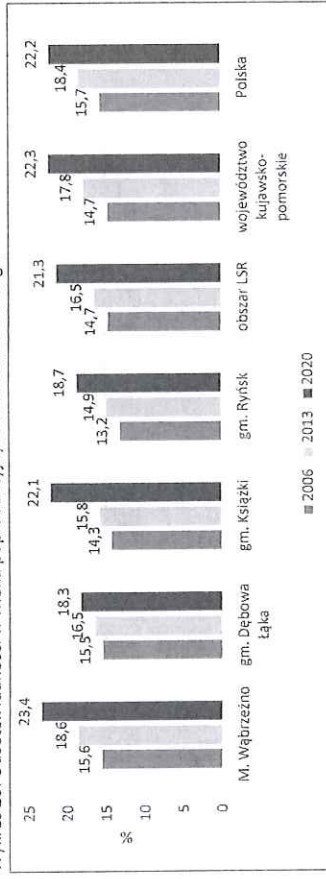 25
20
15
10
5
0
%
15,6
18,6
23,4
15,5
16,5
18,3
14,3
15,8
22,1
13,2
14,9
18,7
14,7
16,5
21,3
14,7
17,8
22,3
15,7
18,4
22,2
M. Wąbrzeźno
gm. Dębowa
Łąka
gm. Książki
gm. Ryńsk
obszar LSR
województwo
kujawsko-
pomorskie
Polska
2006 2013 2020